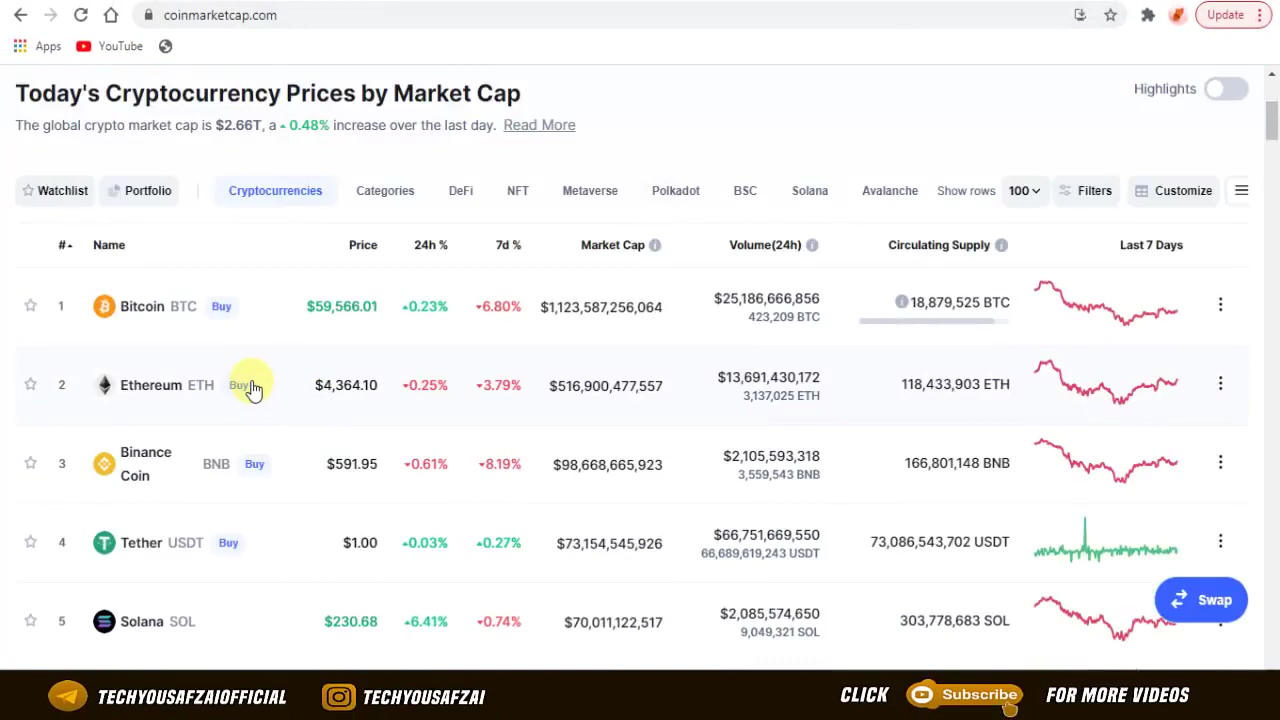 coinmarketcap.com
Update
Apps YouTube
Today's Cryptocurrency Prices by Market Cap
Highlights
The global crypto market cap is $2.66T, a 0.48% increase over the last day. Read More
Watchlist Portfolio Cryptocurrencies Categories DeFi NFT Metaverse Polkadot BSC Solana Avalanche Show rows 100 Filters Customize
# Name Price 24h % 7d % Market Cap Volume(24h) Circulating Supply Last 7 Days
1 Bitcoin BTC Buy $59,566.01 0.23% 6.80% $1,123,587,256,064 $25,186,666,856 18,879,525 BTC
423,209 BTC
2 Ethereum ETH Buy $4,364.10 0.25% 3.79% $516,900,477,557 $13,691,430,172 118,433,903 ETH
3,137,025 ETH
3 Binance Coin BNB Buy $591.95 0.61% 8.19% $98,668,665,923 $2,105,593,318 166,801,148 BNB
3,559,543 BNB
4 Tether USDT Buy $1.00 0.03% 0.27% $73,154,545,926 $66,751,669,550 73,086,543,702 USDT
66,689,619,243 USDT
5 Solana SOL $230.68 6.41% 0.74% $70,011,122,517 $2,085,574,650 303,778,683 SOL
9,049,321 SOL
Swap
TECHYOUSAFZAIOFFICIAL TECHYOUSAFZAI CLICK Subscribe FOR MORE VIDEOS